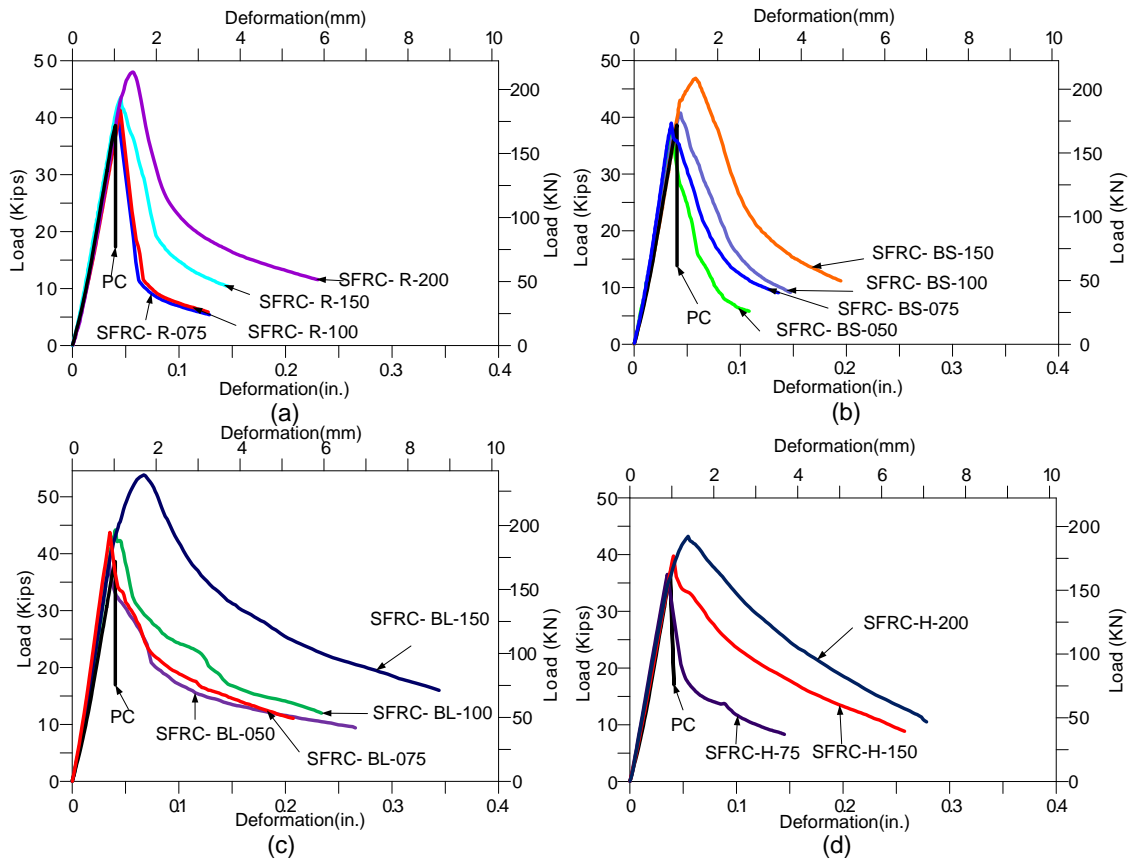 Deformation(mm)
0 2 4 6 8 10
50
40
30
20
10
0
Load (Kips)
200
150
100
50
0
Load (KN)
PC
SFRC- R-200
SFRC- R-150
SFRC- R-075
SFRC- R-100
0 0.1 0.2 0.3 0.4
Deformation(in.)
(a)
Deformation(mm)
0 2 4 6 8 10
50
40
30
20
10
0
Load (Kips)
200
150
100
50
0
Load (KN)
SFRC- BS-150
SFRC- BS-100
SFRC- BS-075
PC
SFRC- BS-050
0 0.1 0.2 0.3 0.4
Deformation(in.)
(b)
Deformation(mm)
0 2 4 6 8 10
50
40
30
20
10
0
Load (Kips)
200
150
100
50
0
Load (KN)
SFRC- BL-150
PC
SFRC- BL-100
SFRC- BL-050
SFRC- BL-075
0 0.1 0.2 0.3 0.4
Deformation(in.)
(c)
Deformation(mm)
0 2 4 6 8 10
50
40
30
20
10
0
Load (Kips)
200
150
100
50
0
Load (KN)
SFRC-H-200
PC
SFRC-H-75
SFRC-H-150
0 0.1 0.2 0.3 0.4
Deformation(in.)
(d)